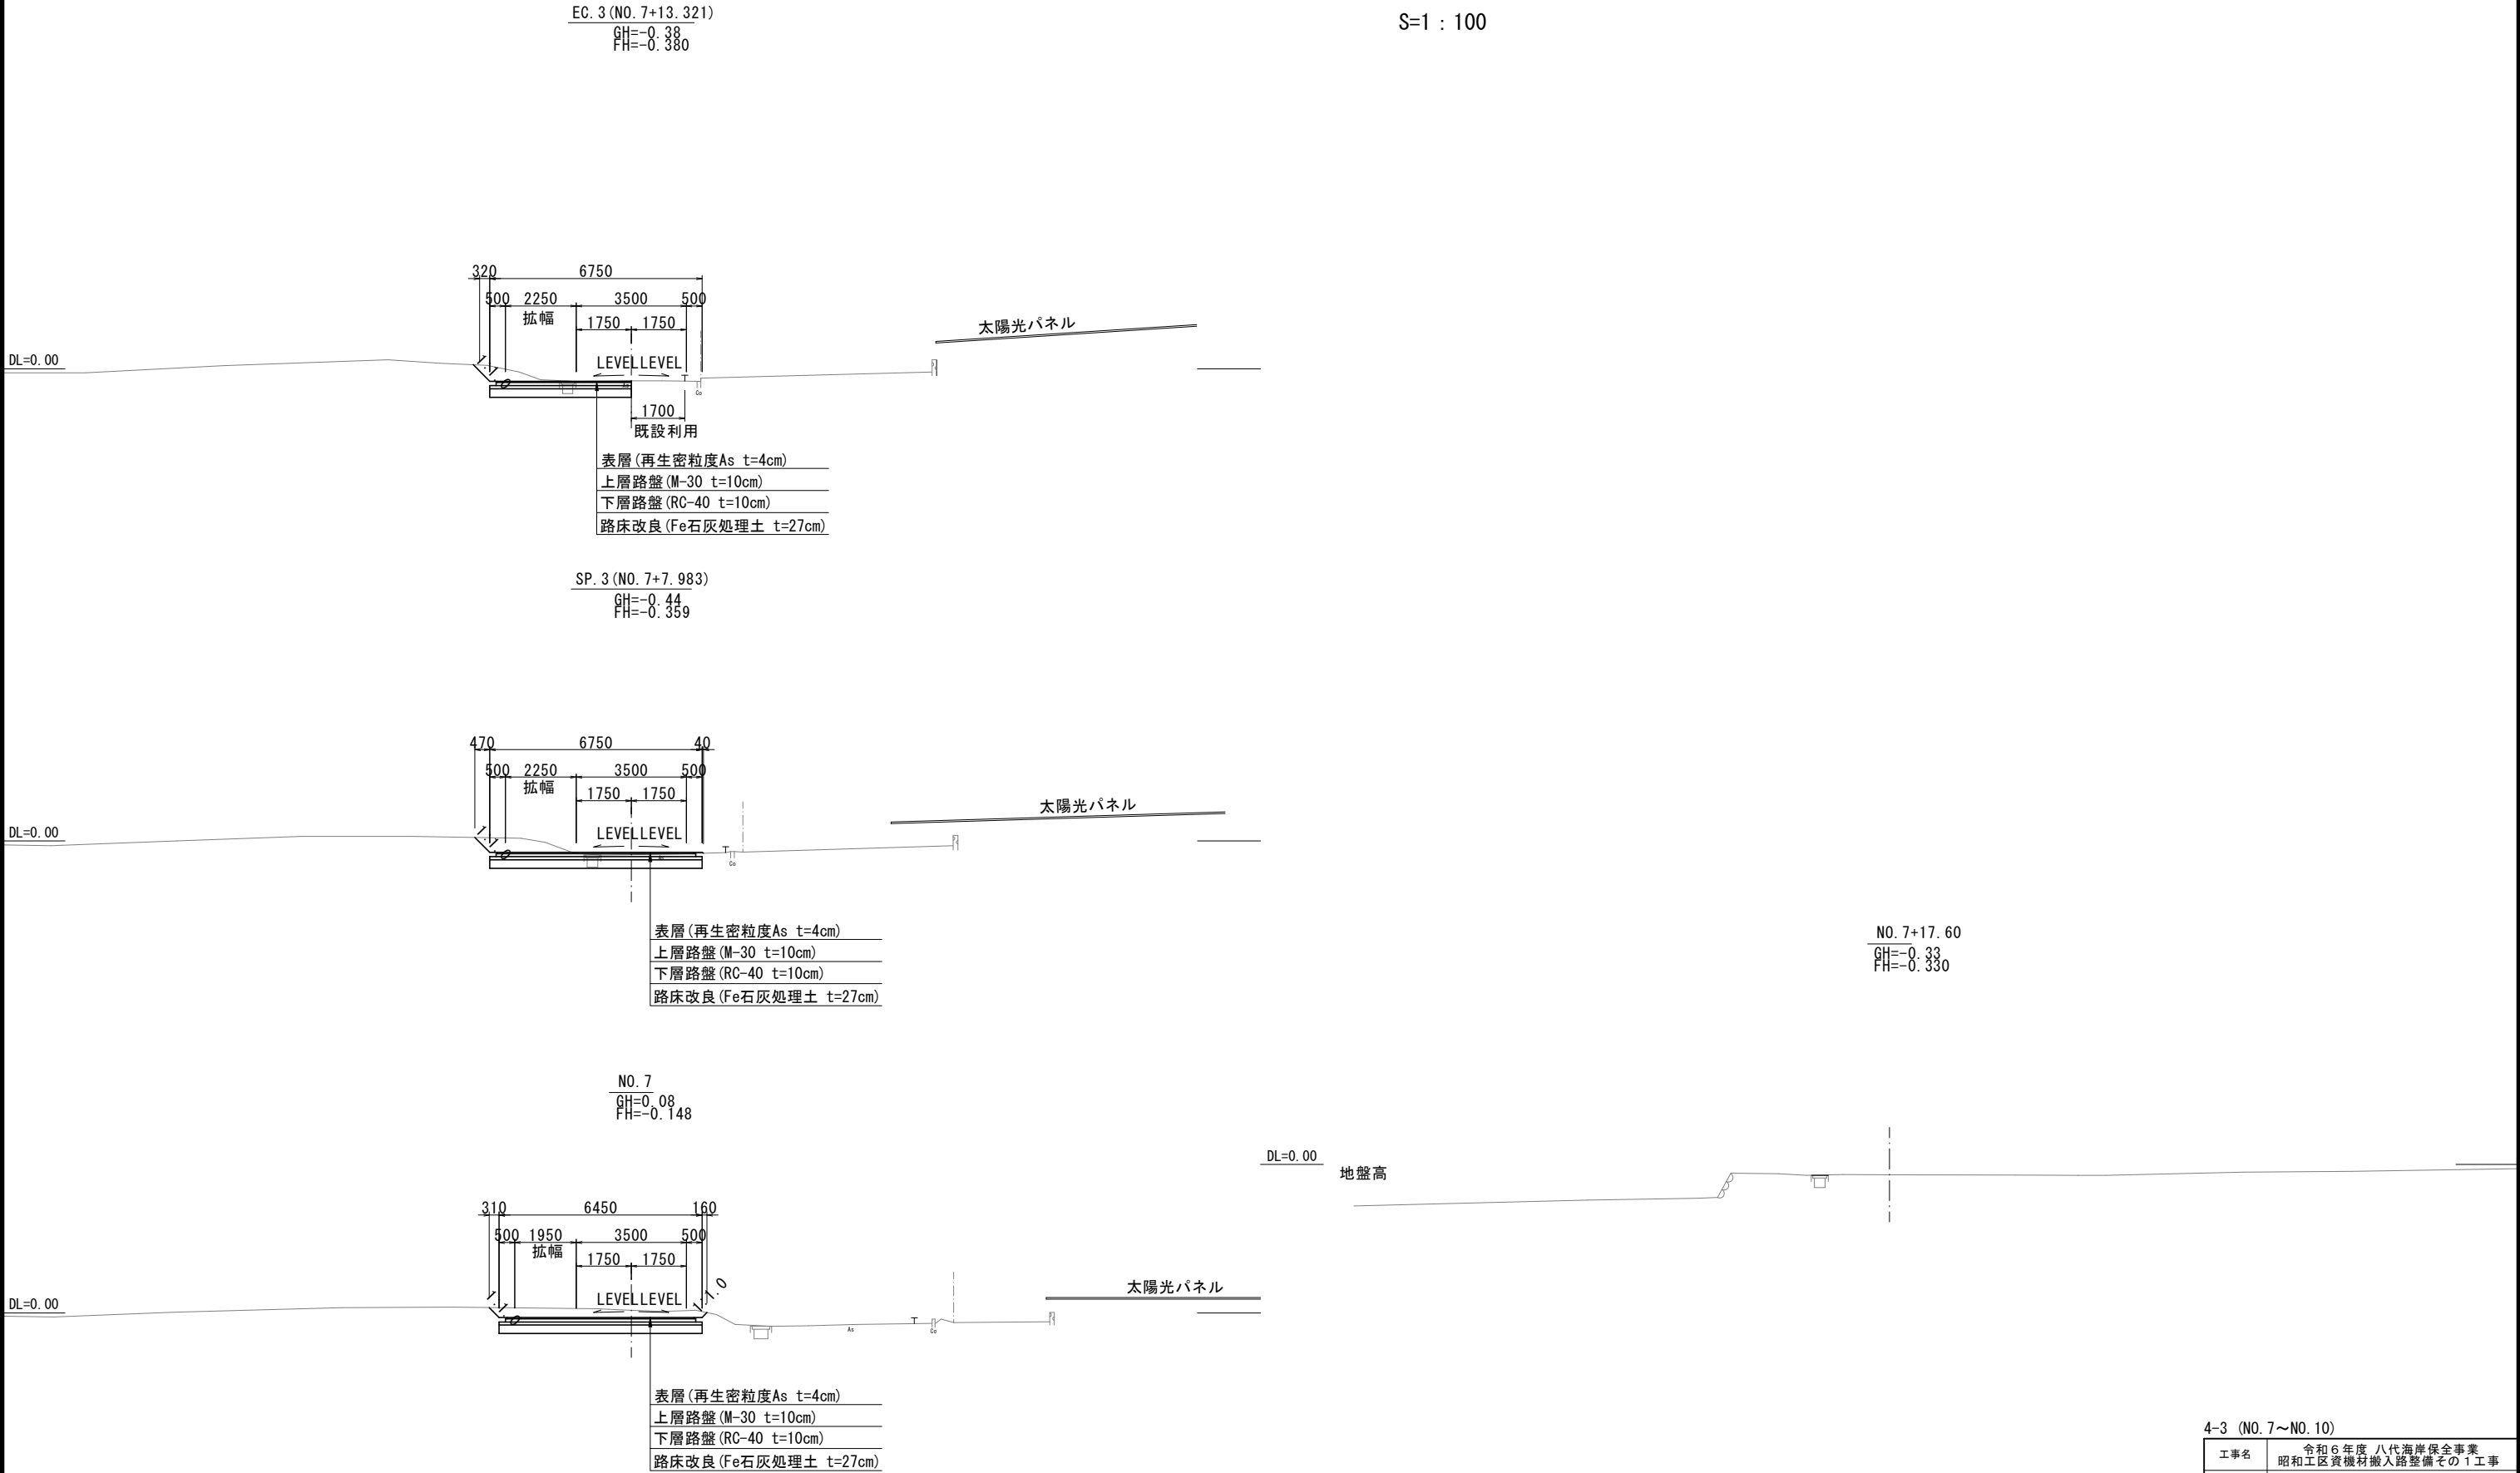 EC.3(NO.7+13.321)
GH=-0.38
FH=-0.380
S=1：100
320 6750
500 2250 3500 500
拡幅
1750 1750
太陽光パネル
DL=0.00
LEVEL LEVEL
Co
1700
既設利用
表層(再生密粒度As t=4cm)
上層路盤(M-30 t=10cm)
下層路盤(RC-40 t=10cm)
路床改良(Fe石灰処理土 t=27cm)
SP.3(NO.7+7.983)
GH=-0.44
FH=-0.359
470 6750 40
500 2250 3500 500
拡幅
1750 1750
太陽光パネル
DL=0.00
LEVEL LEVEL
Co
表層(再生密粒度As t=4cm)
上層路盤(M-30 t=10cm)
下層路盤(RC-40 t=10cm)
路床改良(Fe石灰処理土 t=27cm)
NO.7+17.60
GH=-0.33
FH=-0.330
DL=0.00
地盤高
NO.7
GH=0.08
FH=-0.148
310 6450 160
500 1950 3500 500
拡幅
1750 1750
1:1.0
太陽光パネル
DL=0.00
LEVEL LEVEL
As
Co
表層(再生密粒度As t=4cm)
上層路盤(M-30 t=10cm)
下層路盤(RC-40 t=10cm)
路床改良(Fe石灰処理土 t=27cm)
4-3 (NO.7～NO.10)
工事名
令和６年度 八代海岸保全事業
昭和工区資機材搬入路整備その１工事